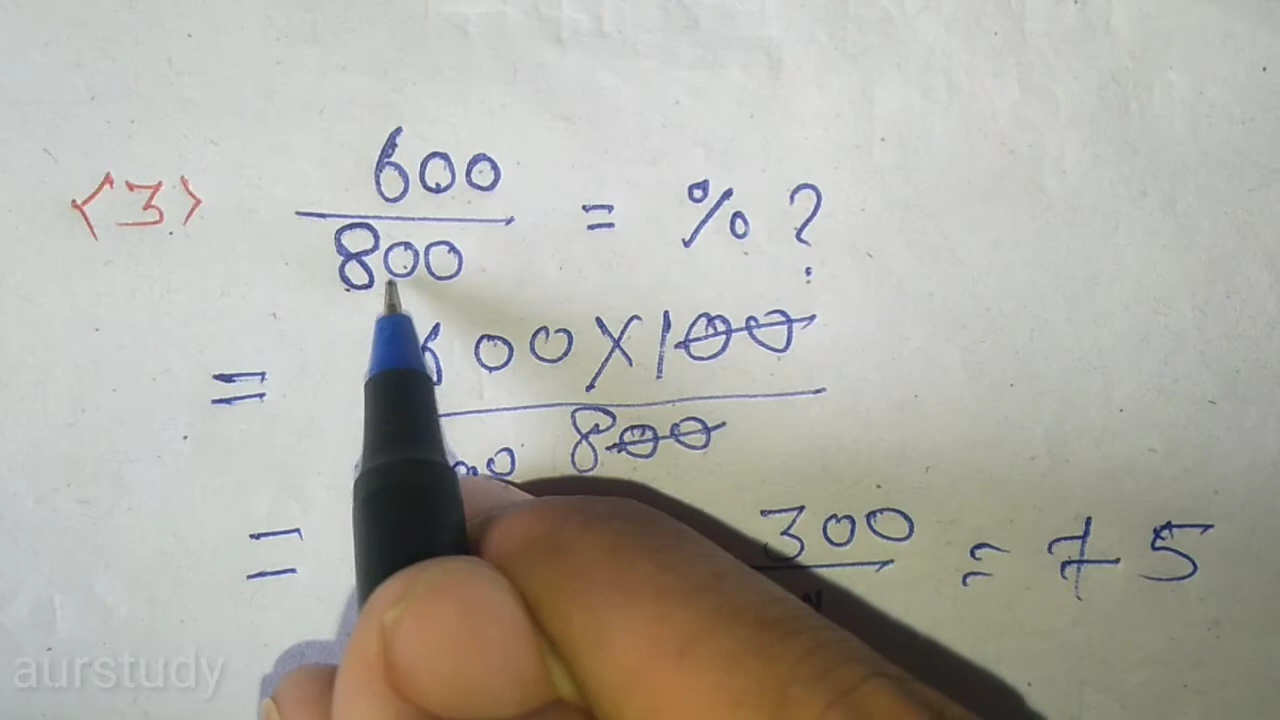 <3> 600
800 = % ?
= 600 X 100
800
= 300 = 75
aurstudy